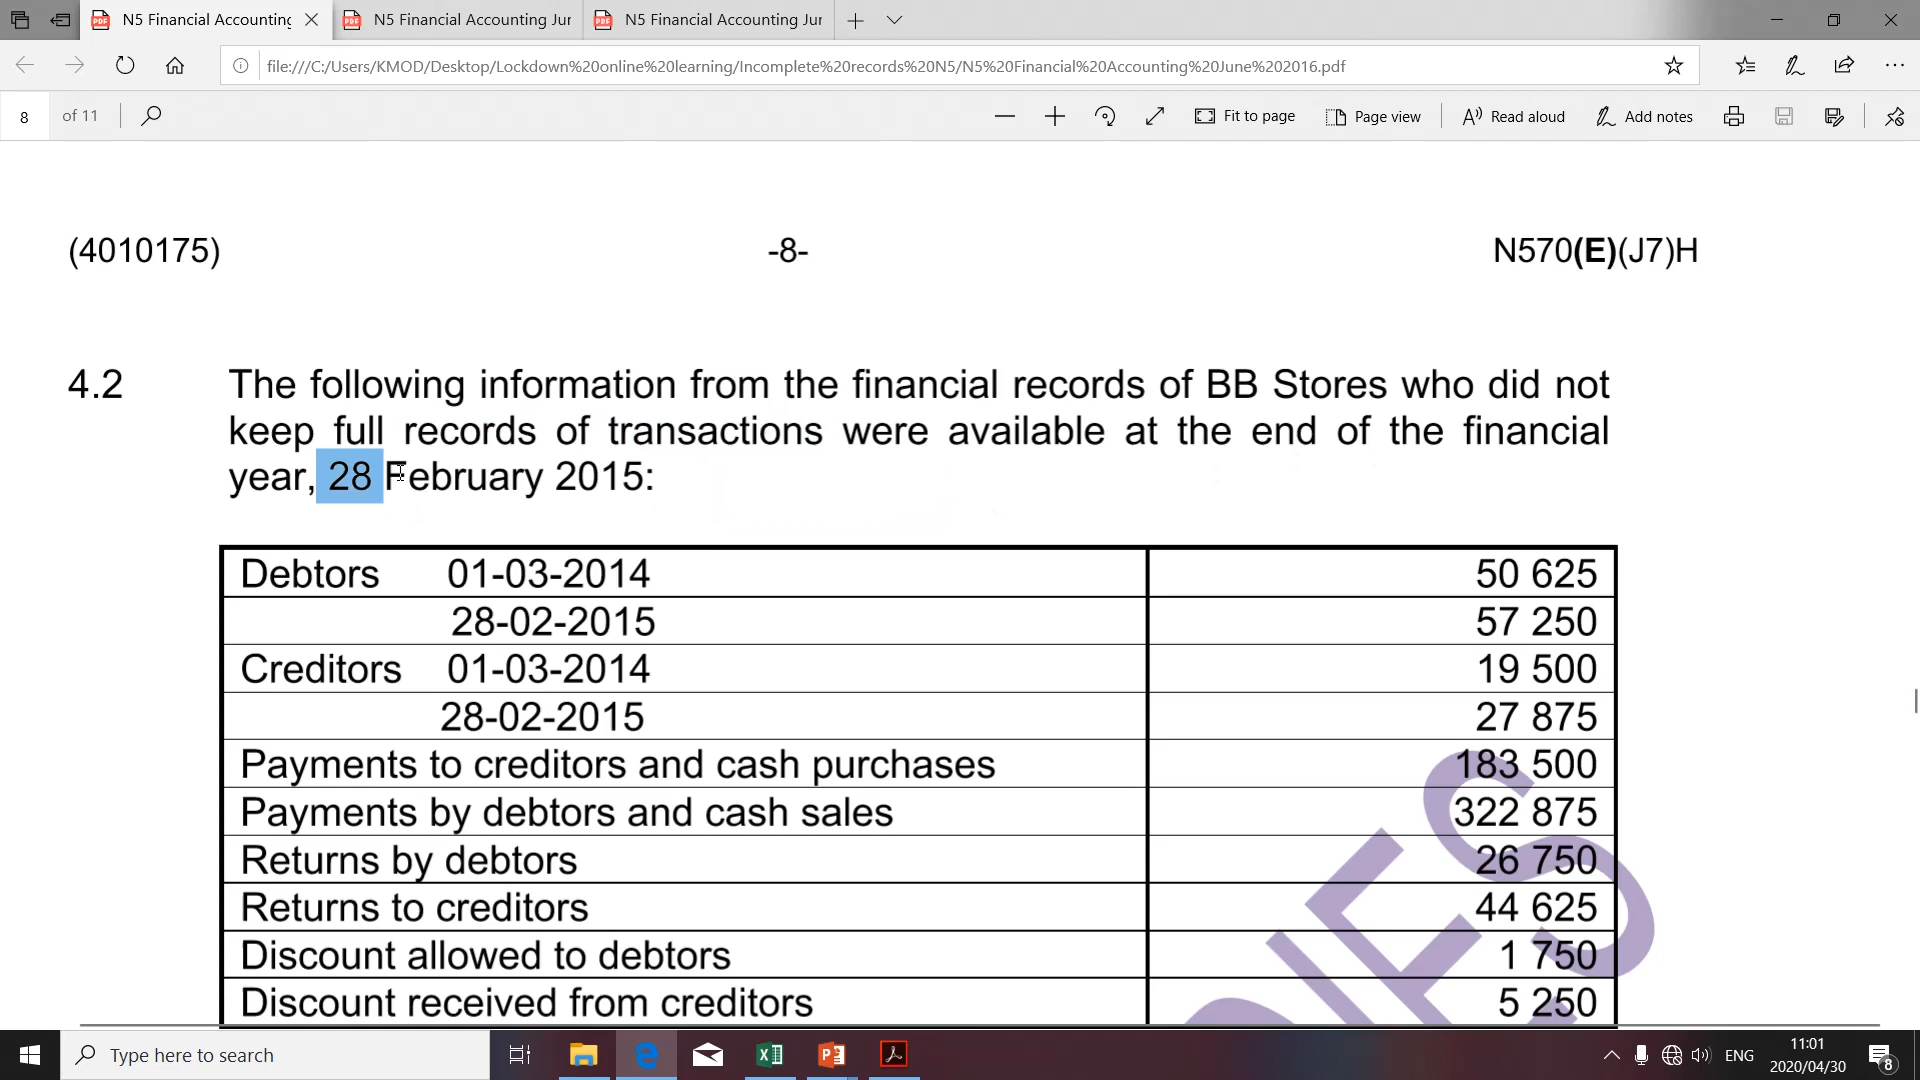 N5 Financial Accounting
N5 Financial Accounting Jur
N5 Financial Accounting Jur
file:///C:/Users/KMOD/Desktop/Lockdown%20online%20learning/Incomplete%20records%20N5/N5%20Financial%20Accounting%20June%202016.pdf
8 of 11
Fit to page
Page view
Read aloud
Add notes
(4010175) -8- N570(E)(J7)H
4.2 The following information from the financial records of BB Stores who did not
keep full records of transactions were available at the end of the financial
year, 28 February 2015:
Debtors 01-03-2014 50 625
28-02-2015 57 250
Creditors 01-03-2014 19 500
28-02-2015 27 875
Payments to creditors and cash purchases 183 500
Payments by debtors and cash sales 322 875
Returns by debtors 26 750
Returns to creditors 44 625
Discount allowed to debtors 1 750
Discount received from creditors 5 250
Type here to search
ENG
11:01
2020/04/30
8